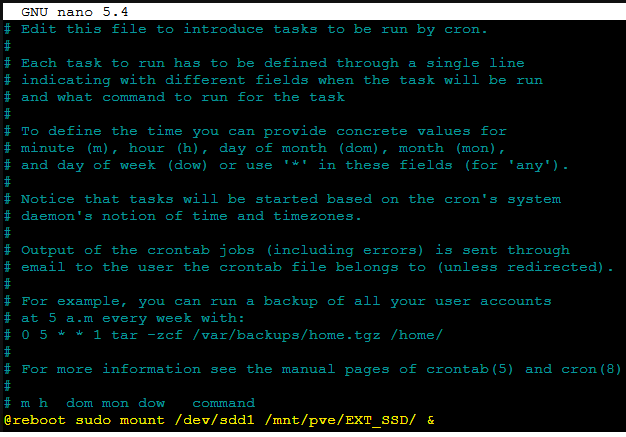 GNU nano 5.4
# Edit this file to introduce tasks to be run by cron.
#
# Each task to run has to be defined through a single line
# indicating with different fields when the task will be run
# and what command to run for the task
#
# To define the time you can provide concrete values for
# minute (m), hour (h), day of month (dom), month (mon),
# and day of week (dow) or use '*' in these fields (for 'any').
#
# Notice that tasks will be started based on the cron's system
# daemon's notion of time and timezones.
#
# Output of the crontab jobs (including errors) is sent through
# email to the user the crontab file belongs to (unless redirected).
#
# For example, you can run a backup of all your user accounts
# at 5 a.m every week with:
# 0 5 * * 1 tar -zcf /var/backups/home.tgz /home/
#
# For more information see the manual pages of crontab(5) and cron(8)
#
# m h  dom mon dow   command
@reboot sudo mount /dev/sdd1 /mnt/pve/EXT_SSD/ &